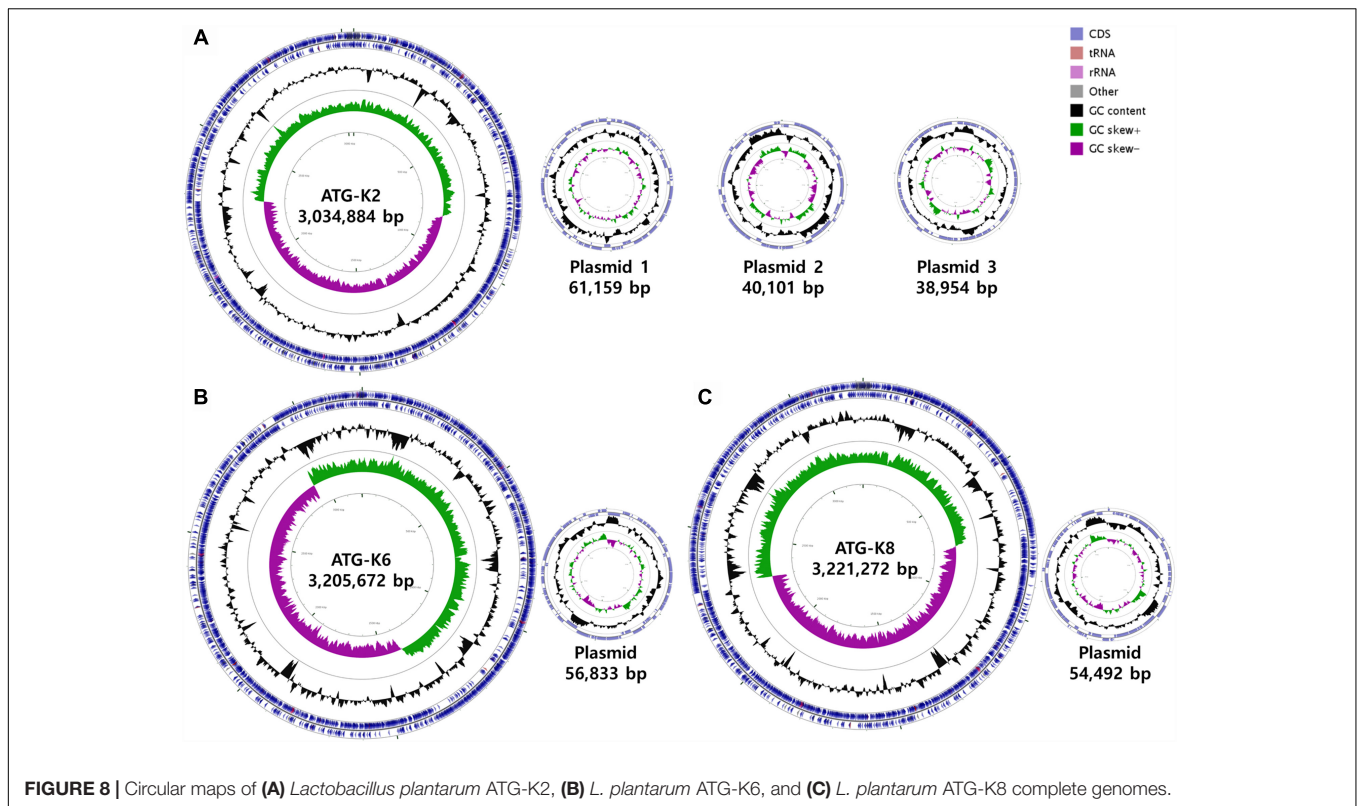 A
CDS
tRNA
rRNA
Other
GC content
GC skew+
GC skew−
ATG-K2
3,034,884 bp
Plasmid 1
61,159 bp
Plasmid 2
40,101 bp
Plasmid 3
38,954 bp
B
ATG-K6
3,205,672 bp
Plasmid
56,833 bp
C
ATG-K8
3,221,272 bp
Plasmid
54,492 bp
FIGURE 8 | Circular maps of (A) Lactobacillus plantarum ATG-K2, (B) L. plantarum ATG-K6, and (C) L. plantarum ATG-K8 complete genomes.